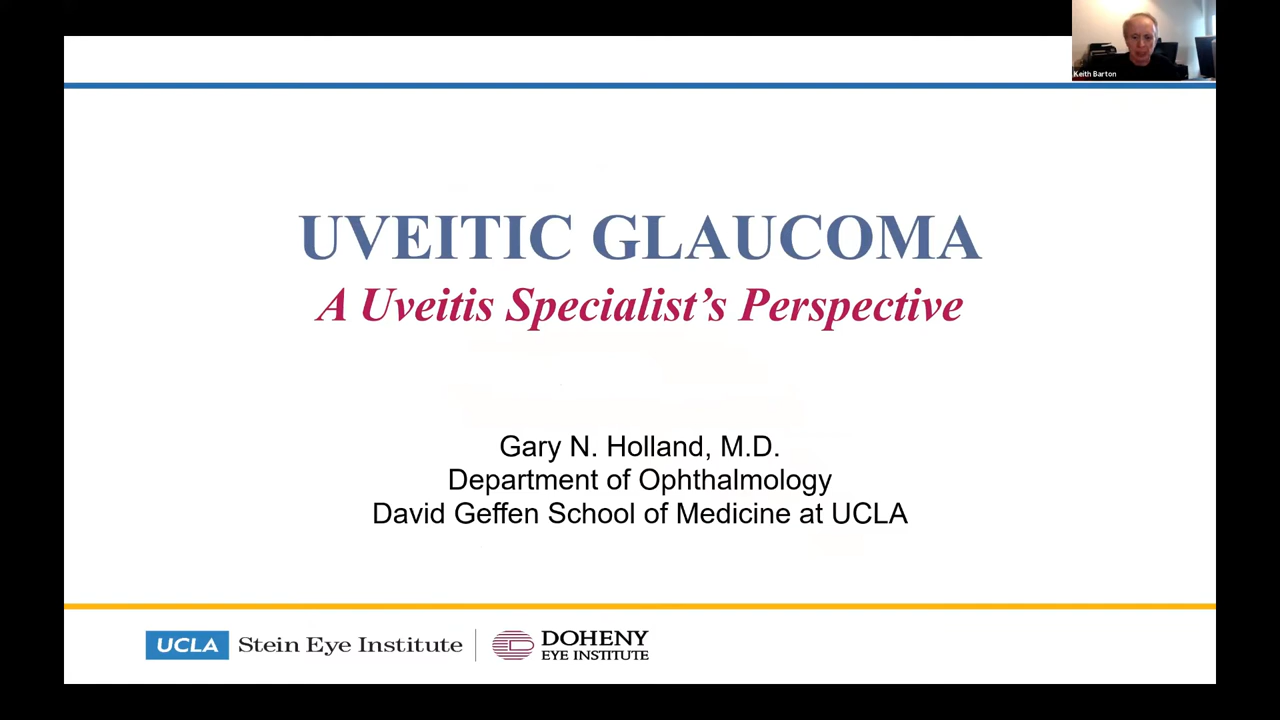 Keith Barton
UVEITIC GLAUCOMA
A Uveitis Specialist’s Perspective
Gary N. Holland, M.D.
Department of Ophthalmology
David Geffen School of Medicine at UCLA
UCLA Stein Eye Institute
DOHENY
EYE INSTITUTE